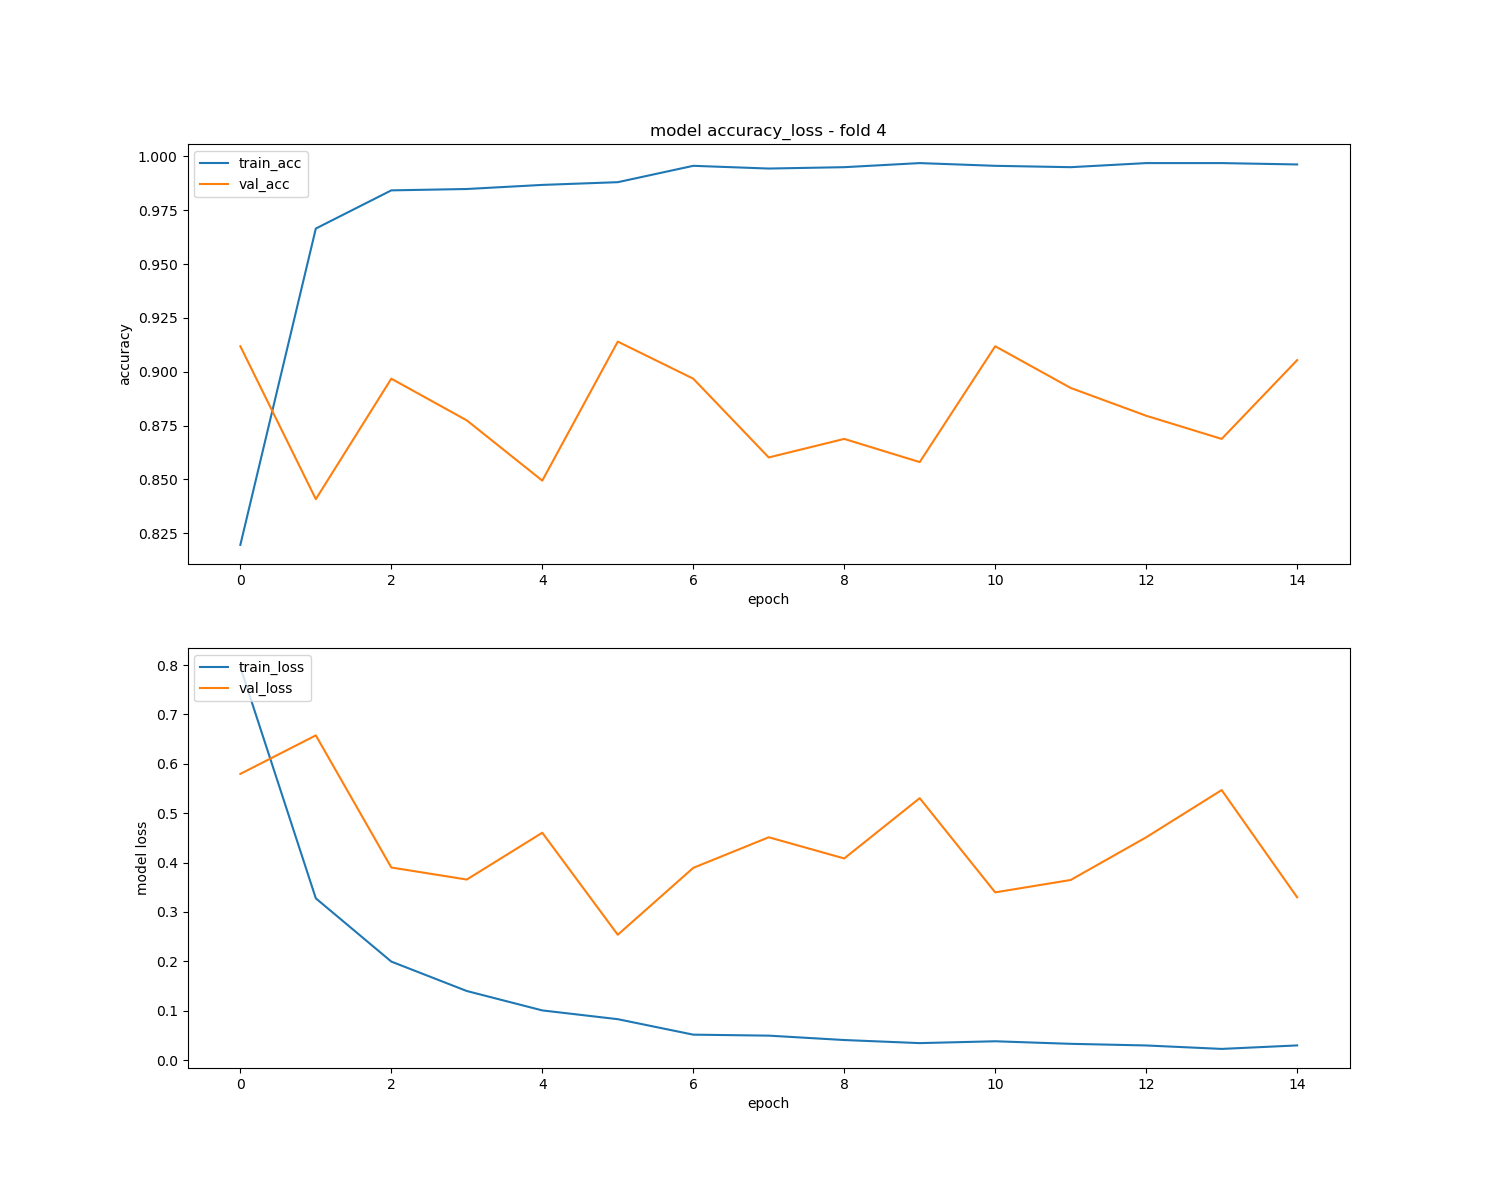 model accuracy_loss - fold 4
train_acc
val_acc
1.000
0.975
0.950
0.925
0.900
0.875
0.850
0.825
accuracy
0 2 4 6 8 10 12 14
epoch
train_loss
val_loss
0.8
0.7
0.6
0.5
0.4
0.3
0.2
0.1
0.0
model loss
0 2 4 6 8 10 12 14
epoch